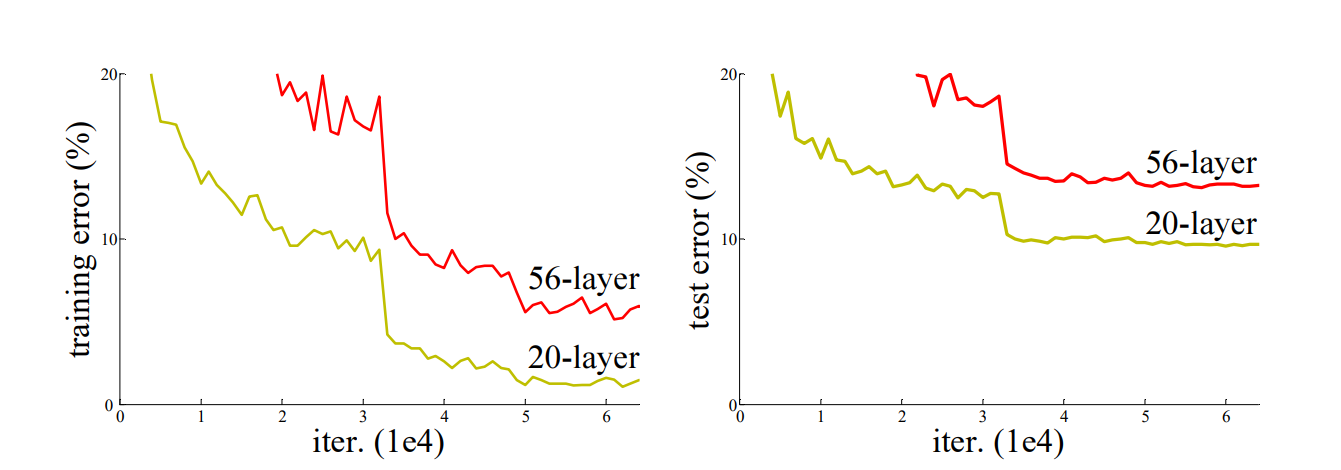 20
10
0
training error (%)
56-layer
20-layer
0 1 2 3 4 5 6
iter. (1e4)
20
10
0
test error (%)
56-layer
20-layer
0 1 2 3 4 5 6
iter. (1e4)